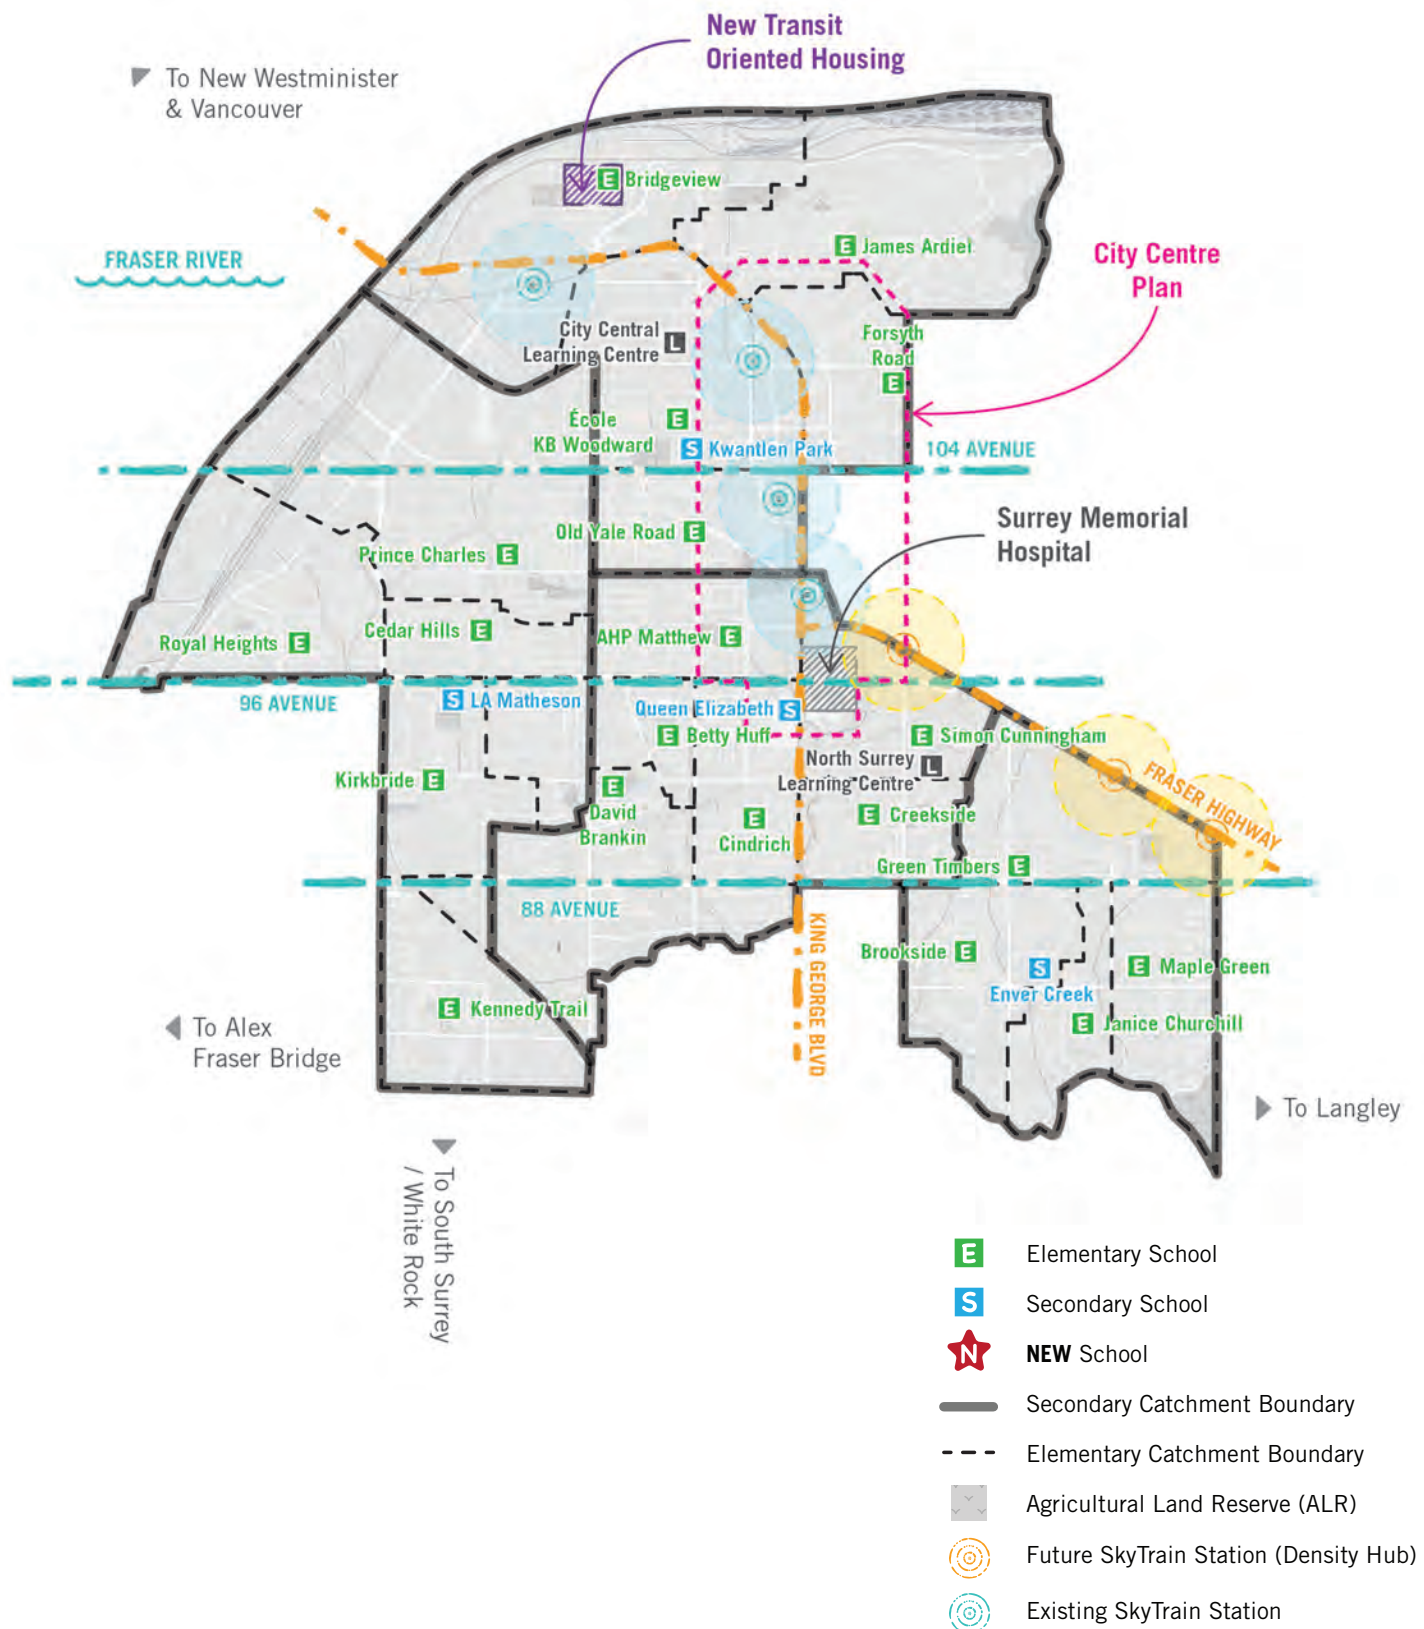 New Transit
Oriented Housing
To New Westminister
& Vancouver
E Bridgeview
E James Ardiel
FRASER RIVER
City Centre
Plan
City Central
Learning Centre L
Forsyth
Road
E
École
KB Woodward E
S Kwantlen Park
104 AVENUE
Surrey Memorial
Hospital
Old Yale Road E
Prince Charles E
Royal Heights E
Cedar Hills E
AHP Matthew E
96 AVENUE
S LA Matheson
Queen Elizabeth S
E Betty Huff
E Simon Cunningham
North Surrey
Learning Centre L
FRASER HIGHWAY
Kirkbride E
E
David
Brankin
E
Cindrich
E Creekside
Green Timbers E
88 AVENUE
KING GEORGE BLVD
Brookside E
S
Enver Creek
E Maple Green
E Janice Churchill
E Kennedy Trail
To Alex
Fraser Bridge
To Langley
To South Surrey
/ White Rock
E Elementary School
S Secondary School
N NEW School
Secondary Catchment Boundary
Elementary Catchment Boundary
Agricultural Land Reserve (ALR)
Future SkyTrain Station (Density Hub)
Existing SkyTrain Station